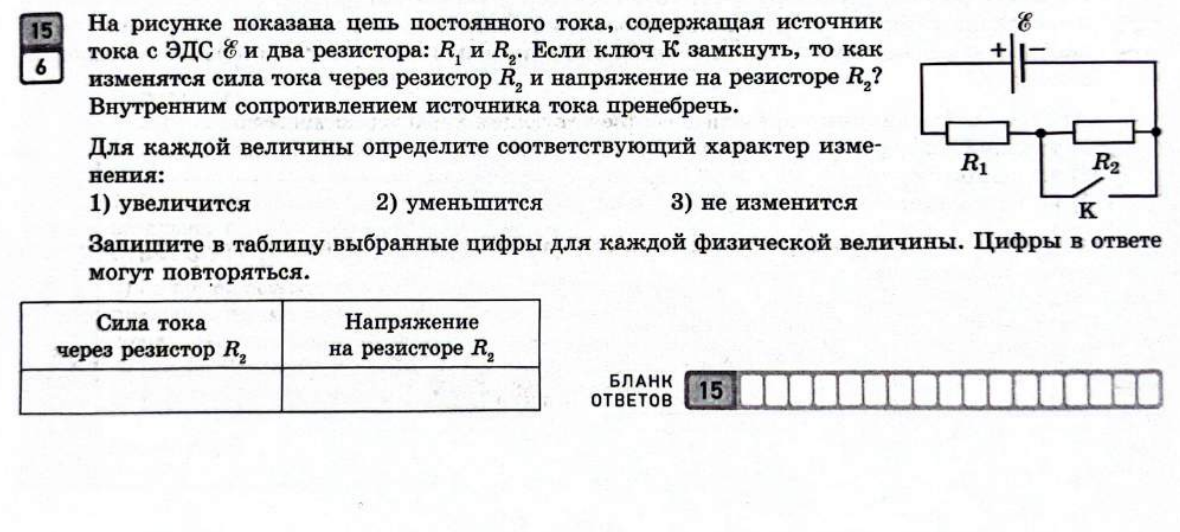 15
6
На рисунке показана цепь постоянного тока, содержащая источник
тока с ЭДС ℰ и два резистора: R₁ и R₂. Если ключ К замкнуть, то как
изменятся сила тока через резистор R₂ и напряжение на резисторе R₂?
Внутренним сопротивлением источника тока пренебречь.
ℰ
+ −
R₁ R₂
К
Для каждой величины определите соответствующий характер изме-
нения:
1) увеличится 2) уменьшится 3) не изменится
Запишите в таблицу выбранные цифры для каждой физической величины. Цифры в ответе
могут повторяться.
Сила тока
через резистор R₂
Напряжение
на резисторе R₂
БЛАНК
ОТВЕТОВ
15